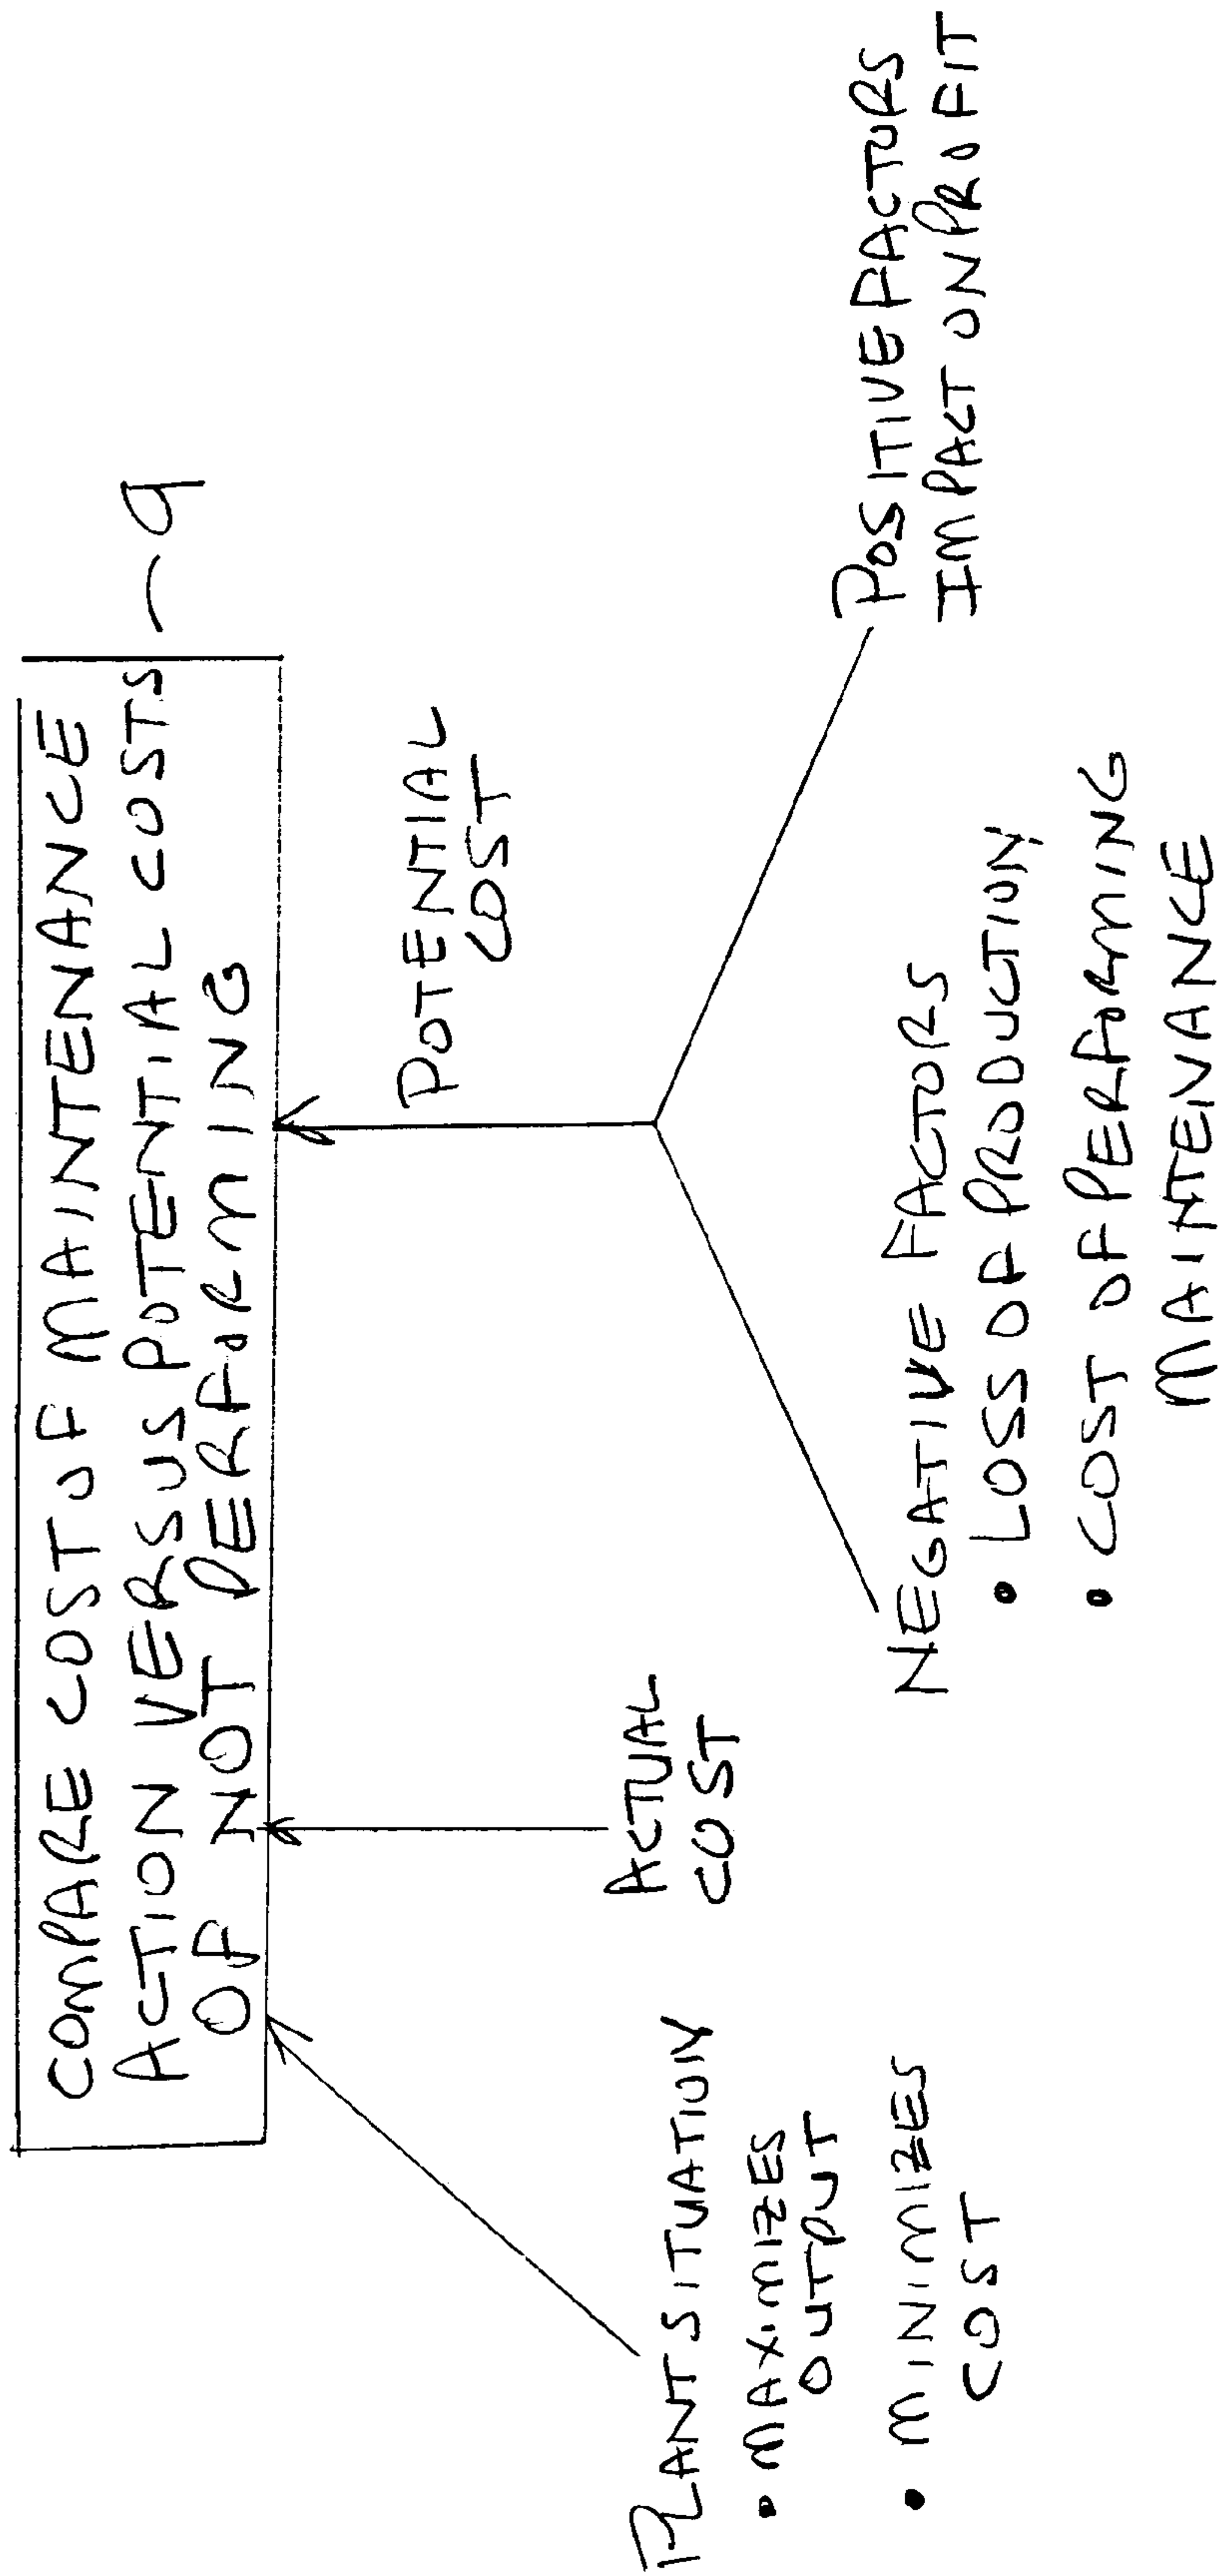 COMPARE COST OF MAINTENANCE
ACTION VERSUS POTENTIAL COSTS
OF NOT PERFORMING
9
PLANT SITUATION
• MAXIMIZES
OUTPUT
• MINIMIZES
COST
ACTUAL
COST
POTENTIAL
COST
NEGATIVE FACTORS
• LOSS OF PRODUCTION
• COST OF PERFORMING
MAINTENANCE
POSITIVE FACTORS
IMPACT ON PROFIT